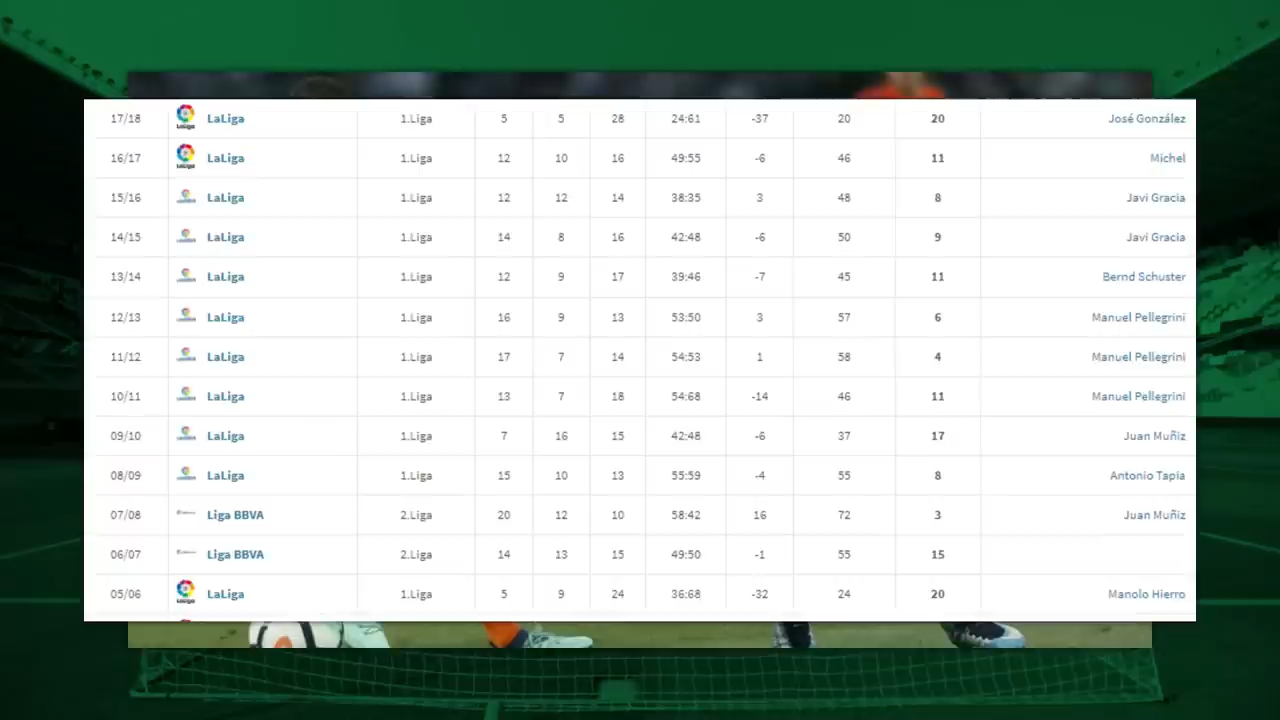 17/18 LaLiga LaLiga 1.Liga 5 5 28 24:61 -37 20 20 José González
16/17 LaLiga LaLiga 1.Liga 12 10 16 49:55 -6 46 11 Michel
15/16 LaLiga 1.Liga 12 12 14 38:35 3 48 8 Javi Gracia
14/15 LaLiga 1.Liga 14 8 16 42:48 -6 50 9 Javi Gracia
13/14 LaLiga 1.Liga 12 9 17 39:46 -7 45 11 Bernd Schuster
12/13 LaLiga 1.Liga 16 9 13 53:50 3 57 6 Manuel Pellegrini
11/12 LaLiga 1.Liga 17 7 14 54:53 1 58 4 Manuel Pellegrini
10/11 LaLiga 1.Liga 13 7 18 54:68 -14 46 11 Manuel Pellegrini
09/10 LaLiga 1.Liga 7 16 15 42:48 -6 37 17 Juan Muñiz
08/09 LaLiga 1.Liga 15 10 13 55:59 -4 55 8 Antonio Tapia
07/08 Liga BBVA 2.Liga 20 12 10 58:42 16 72 3 Juan Muñiz
06/07 Liga BBVA 2.Liga 14 13 15 49:50 -1 55 15
05/06 LaLiga LaLiga 1.Liga 5 9 24 36:68 -32 24 20 Manolo Hierro